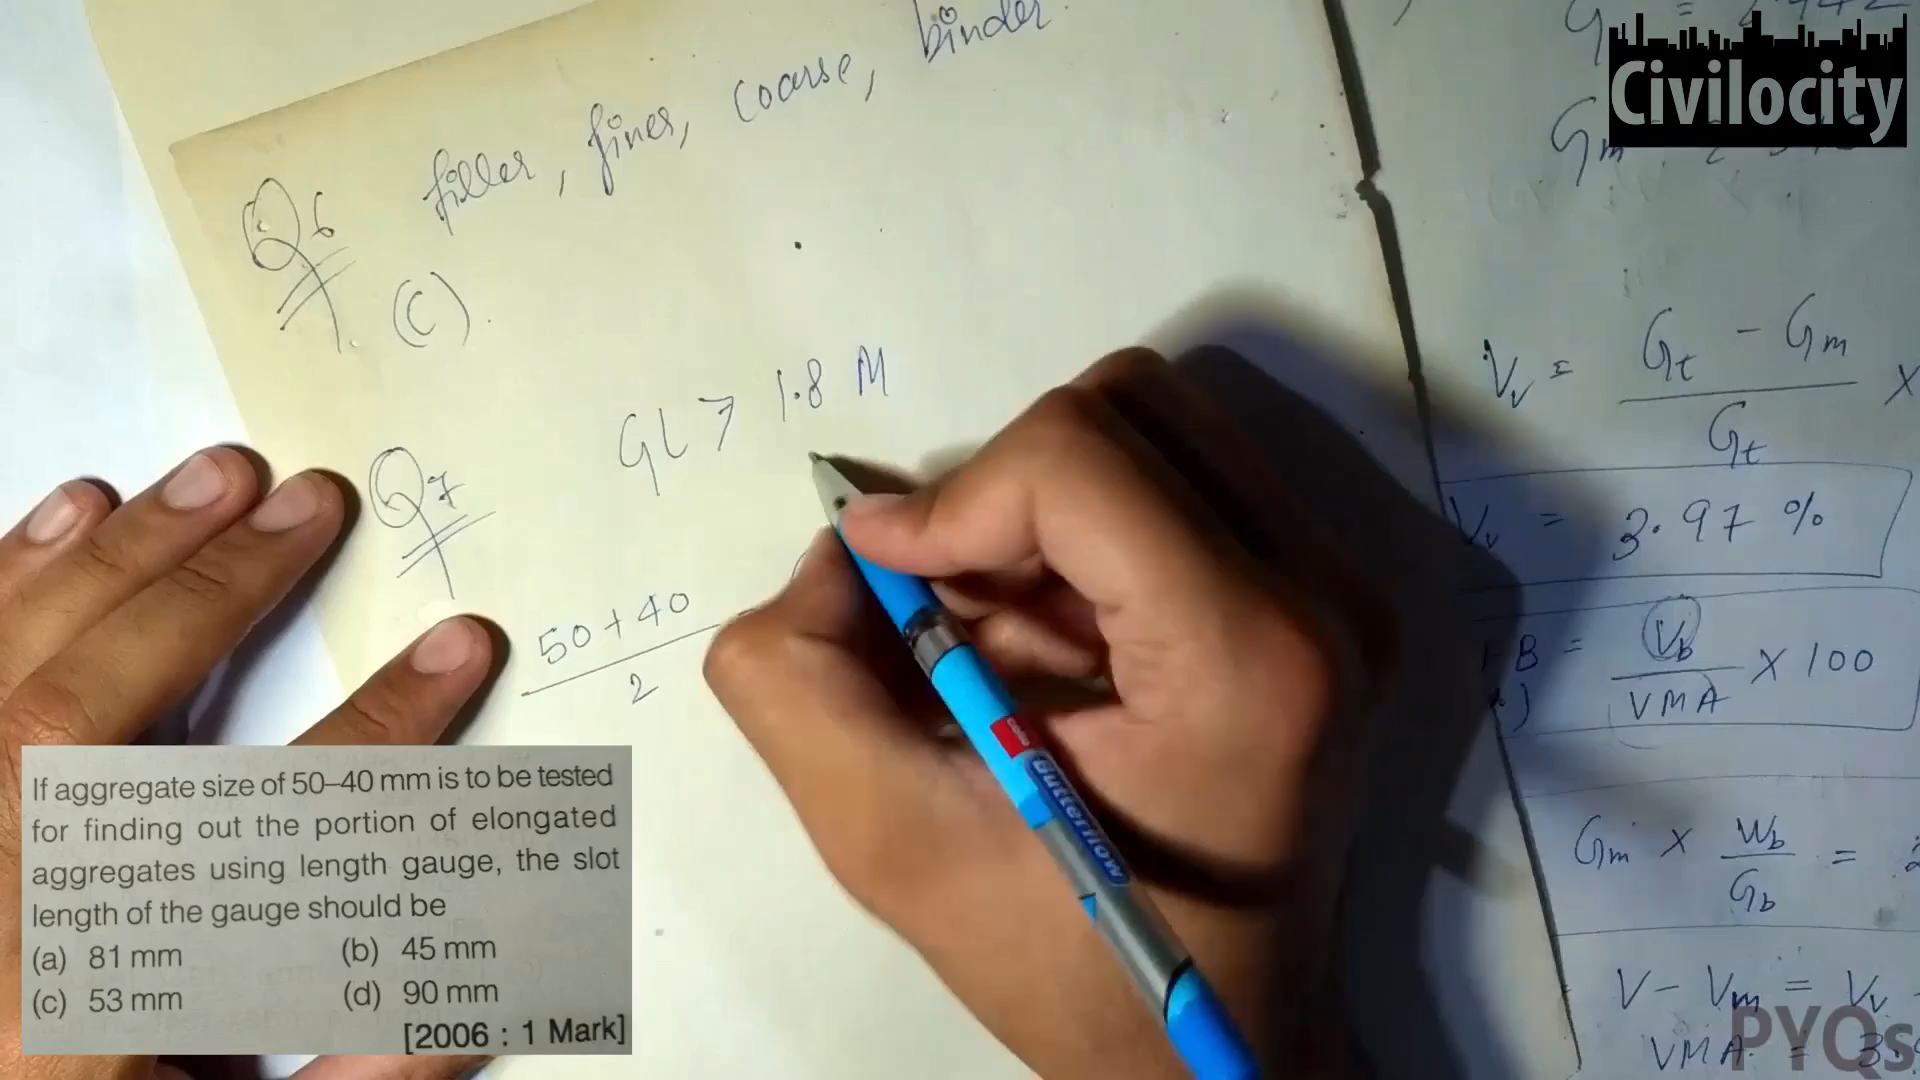 Civilocity
Q6 filler, fines, coarse, binder
(C).
Q7 GL > 1.8 M
50 + 40
2
Gm
Vv = Gt - Gm ×
Gt
Vv = 3.97 %
B = Vb × 100
VMA
Gm × Wb =
Gb
V - Vm = Vv
VMA =
PYQs
If aggregate size of 50–40 mm is to be tested
for finding out the portion of elongated
aggregates using length gauge, the slot
length of the gauge should be
(a) 81 mm (b) 45 mm
(c) 53 mm (d) 90 mm
[2006 : 1 Mark]
Butterflow
cello